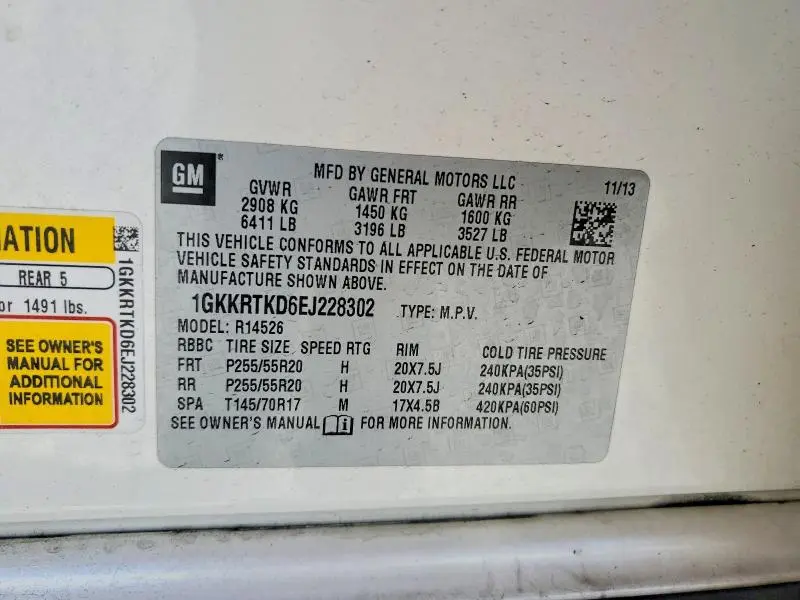 GM ®
MFD BY GENERAL MOTORS LLC 11/13
GVWR GAWR FRT GAWR RR
2908 KG 1450 KG 1600 KG
6411 LB 3196 LB 3527 LB
THIS VEHICLE CONFORMS TO ALL APPLICABLE U.S. FEDERAL MOTOR
VEHICLE SAFETY STANDARDS IN EFFECT ON THE DATE OF
MANUFACTURE SHOWN ABOVE.
1GKKRTKD6EJ228302 TYPE: M.P.V.
MODEL: R14526
RBBC TIRE SIZE SPEED RTG RIM COLD TIRE PRESSURE
FRT P255/55R20 H 20X7.5J 240KPA(35PSI)
RR P255/55R20 H 20X7.5J 240KPA(35PSI)
SPA T145/70R17 M 17X4.5B 420KPA(60PSI)
SEE OWNER'S MANUAL i FOR MORE INFORMATION.
MATION
REAR 5
or 1491 lbs.
SEE OWNER'S
MANUAL FOR
ADDITIONAL
INFORMATION
1GKKRTKD6EJ228302